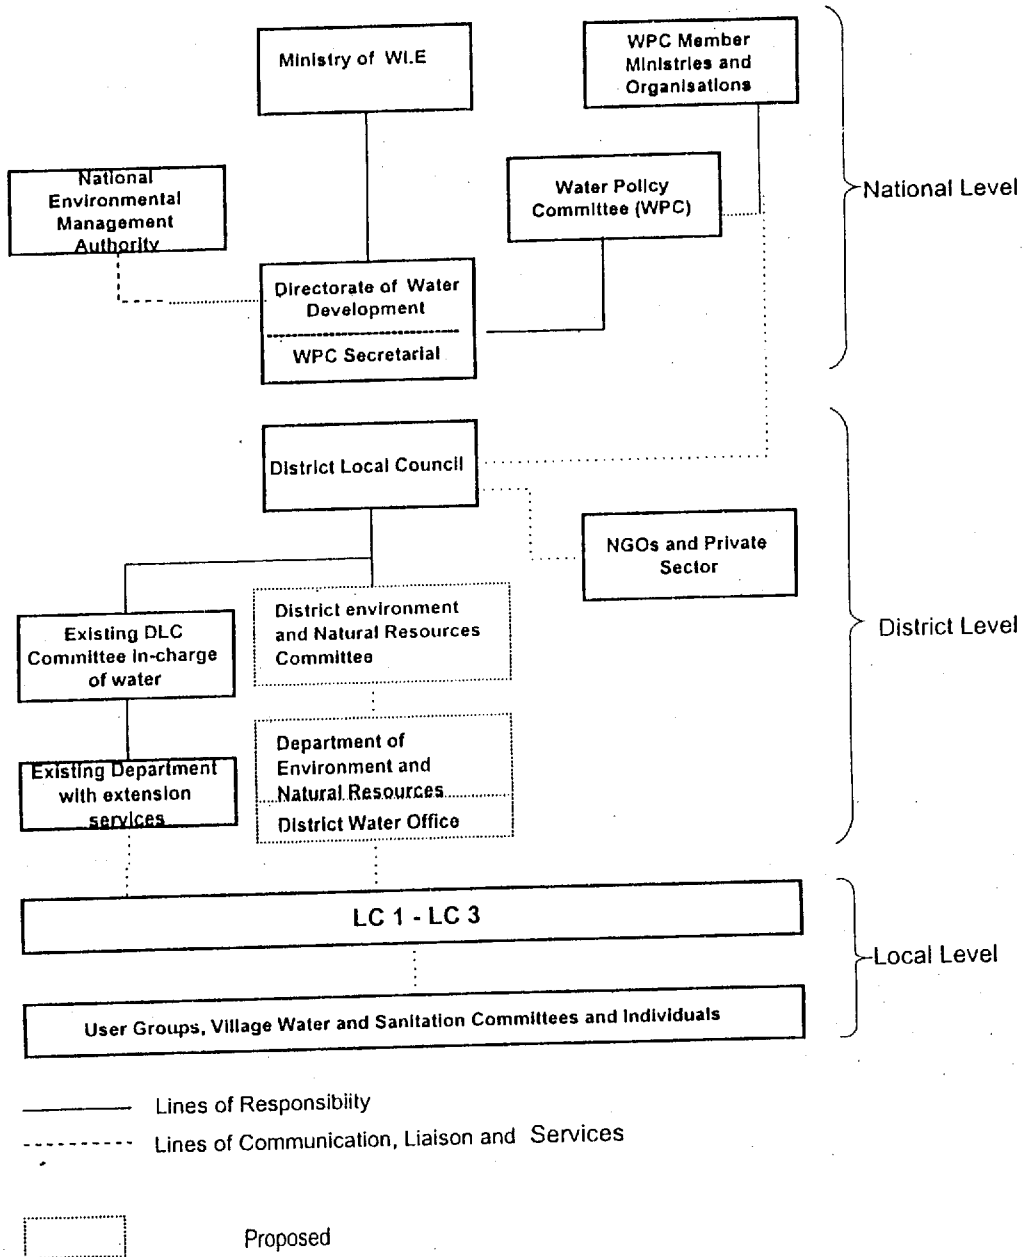 Ministry of WI.E
WPC Member
Ministries and
Organisations
National
Environmental
Management
Authority
Water Policy
Committee (WPC)
National Level
Directorate of Water
Development
WPC Secretarial
District Local Council
NGOs and Private
Sector
District Level
Existing DLC
Committee in-charge
of water
District environment
and Natural Resources
Committee
Existing Department
with extension
services
Department of
Environment and
Natural Resources
District Water Office
LC 1 - LC 3
Local Level
User Groups, Village Water and Sanitation Committees and Individuals
Lines of Responsibiity
Lines of Communication, Liaison and Services
Proposed